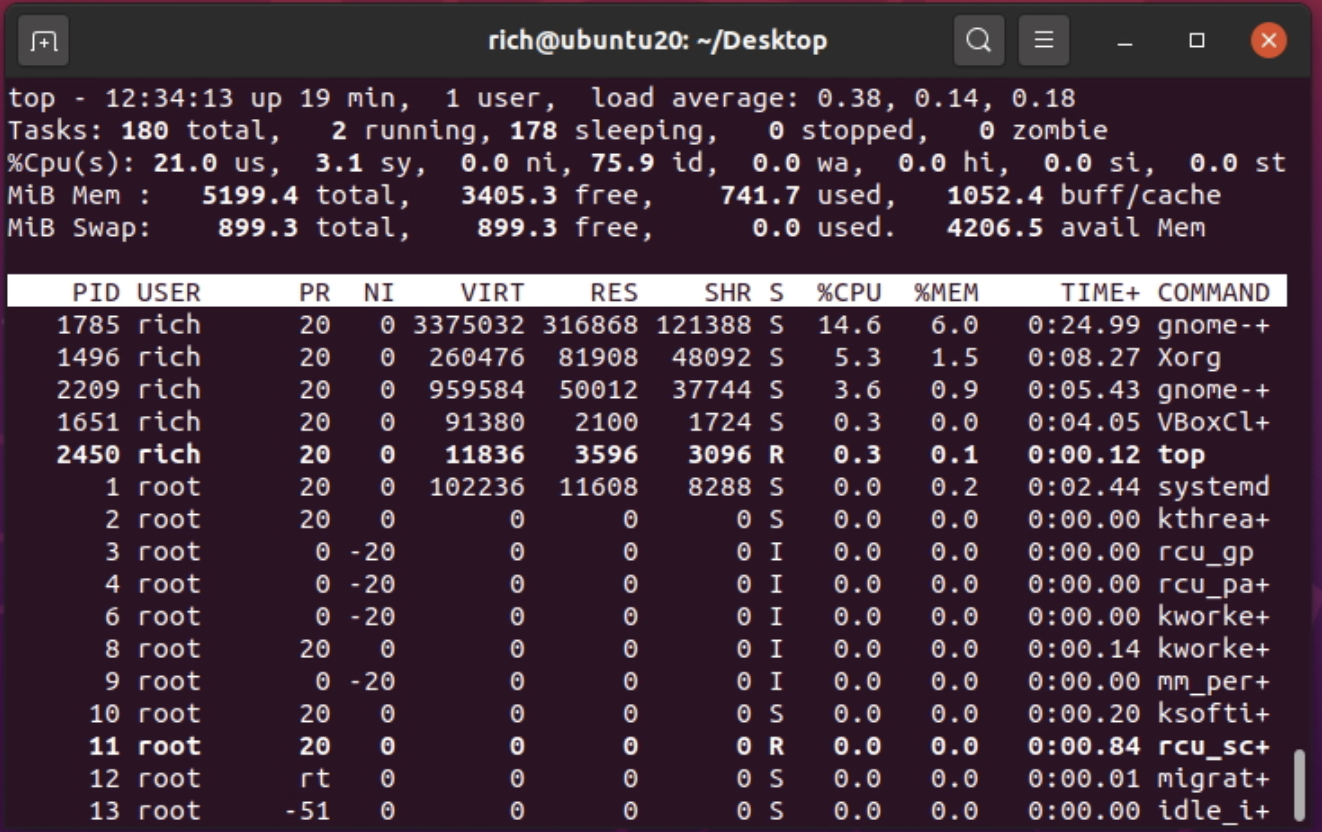 rich@ubuntu20: ~/Desktop
top - 12:34:13 up 19 min,  1 user,  load average: 0.38, 0.14, 0.18
Tasks: 180 total,   2 running, 178 sleeping,   0 stopped,   0 zombie
%Cpu(s): 21.0 us,  3.1 sy,  0.0 ni, 75.9 id,  0.0 wa,  0.0 hi,  0.0 si,  0.0 st
MiB Mem :   5199.4 total,   3405.3 free,    741.7 used,   1052.4 buff/cache
MiB Swap:    899.3 total,    899.3 free,      0.0 used.   4206.5 avail Mem
    PID USER      PR  NI    VIRT    RES    SHR S  %CPU  %MEM     TIME+ COMMAND
   1785 rich      20   0 3375032 316868 121388 S  14.6   6.0   0:24.99 gnome-+
   1496 rich      20   0  260476  81908  48092 S   5.3   1.5   0:08.27 Xorg
   2209 rich      20   0  959584  50012  37744 S   3.6   0.9   0:05.43 gnome-+
   1651 rich      20   0   91380   2100   1724 S   0.3   0.0   0:04.05 VBoxCl+
   2450 rich      20   0   11836   3596   3096 R   0.3   0.1   0:00.12 top
      1 root      20   0  102236  11608   8288 S   0.0   0.2   0:02.44 systemd
      2 root      20   0       0      0      0 S   0.0   0.0   0:00.00 kthrea+
      3 root       0 -20       0      0      0 I   0.0   0.0   0:00.00 rcu_gp
      4 root       0 -20       0      0      0 I   0.0   0.0   0:00.00 rcu_pa+
      6 root       0 -20       0      0      0 I   0.0   0.0   0:00.00 kworke+
      8 root      20   0       0      0      0 I   0.0   0.0   0:00.14 kworke+
      9 root       0 -20       0      0      0 I   0.0   0.0   0:00.00 mm_per+
     10 root      20   0       0      0      0 S   0.0   0.0   0:00.20 ksofti+
     11 root      20   0       0      0      0 R   0.0   0.0   0:00.84 rcu_sc+
     12 root      rt   0       0      0      0 S   0.0   0.0   0:00.01 migrat+
     13 root     -51   0       0      0      0 S   0.0   0.0   0:00.00 idle_i+